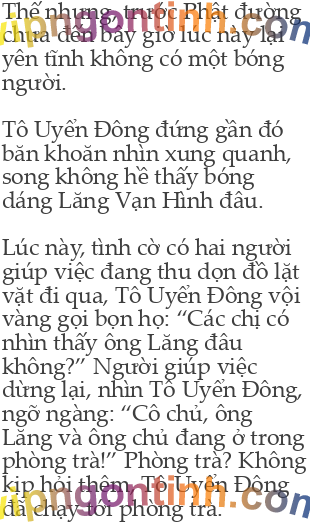 Thế nhưng, trước Phật đường
chưa đến bây giờ lúc này lại
yên tĩnh không có một bóng
người.
Tô Uyển Đông đứng gần đó
băn khoăn nhìn xung quanh,
song không hề thấy bóng
dáng Lăng Vạn Hình đâu.
Lúc này, tình cờ có hai người
giúp việc đang thu dọn đồ lặt
vặt đi qua, Tô Uyển Đông vội
vàng gọi bọn họ: “Các chị có
nhìn thấy ông Lăng đâu
không?” Người giúp việc
dừng lại, nhìn Tô Uyển Đông,
ngỡ ngàng: “Cô chủ, ông
Lăng và ông chủ đang ở trong
phòng trà!” Phòng trà? Không
kịp hỏi thêm, Tô Uyển Đông
đã chạy tới phòng trà.
vipngontinh.com
vipngontinh.com